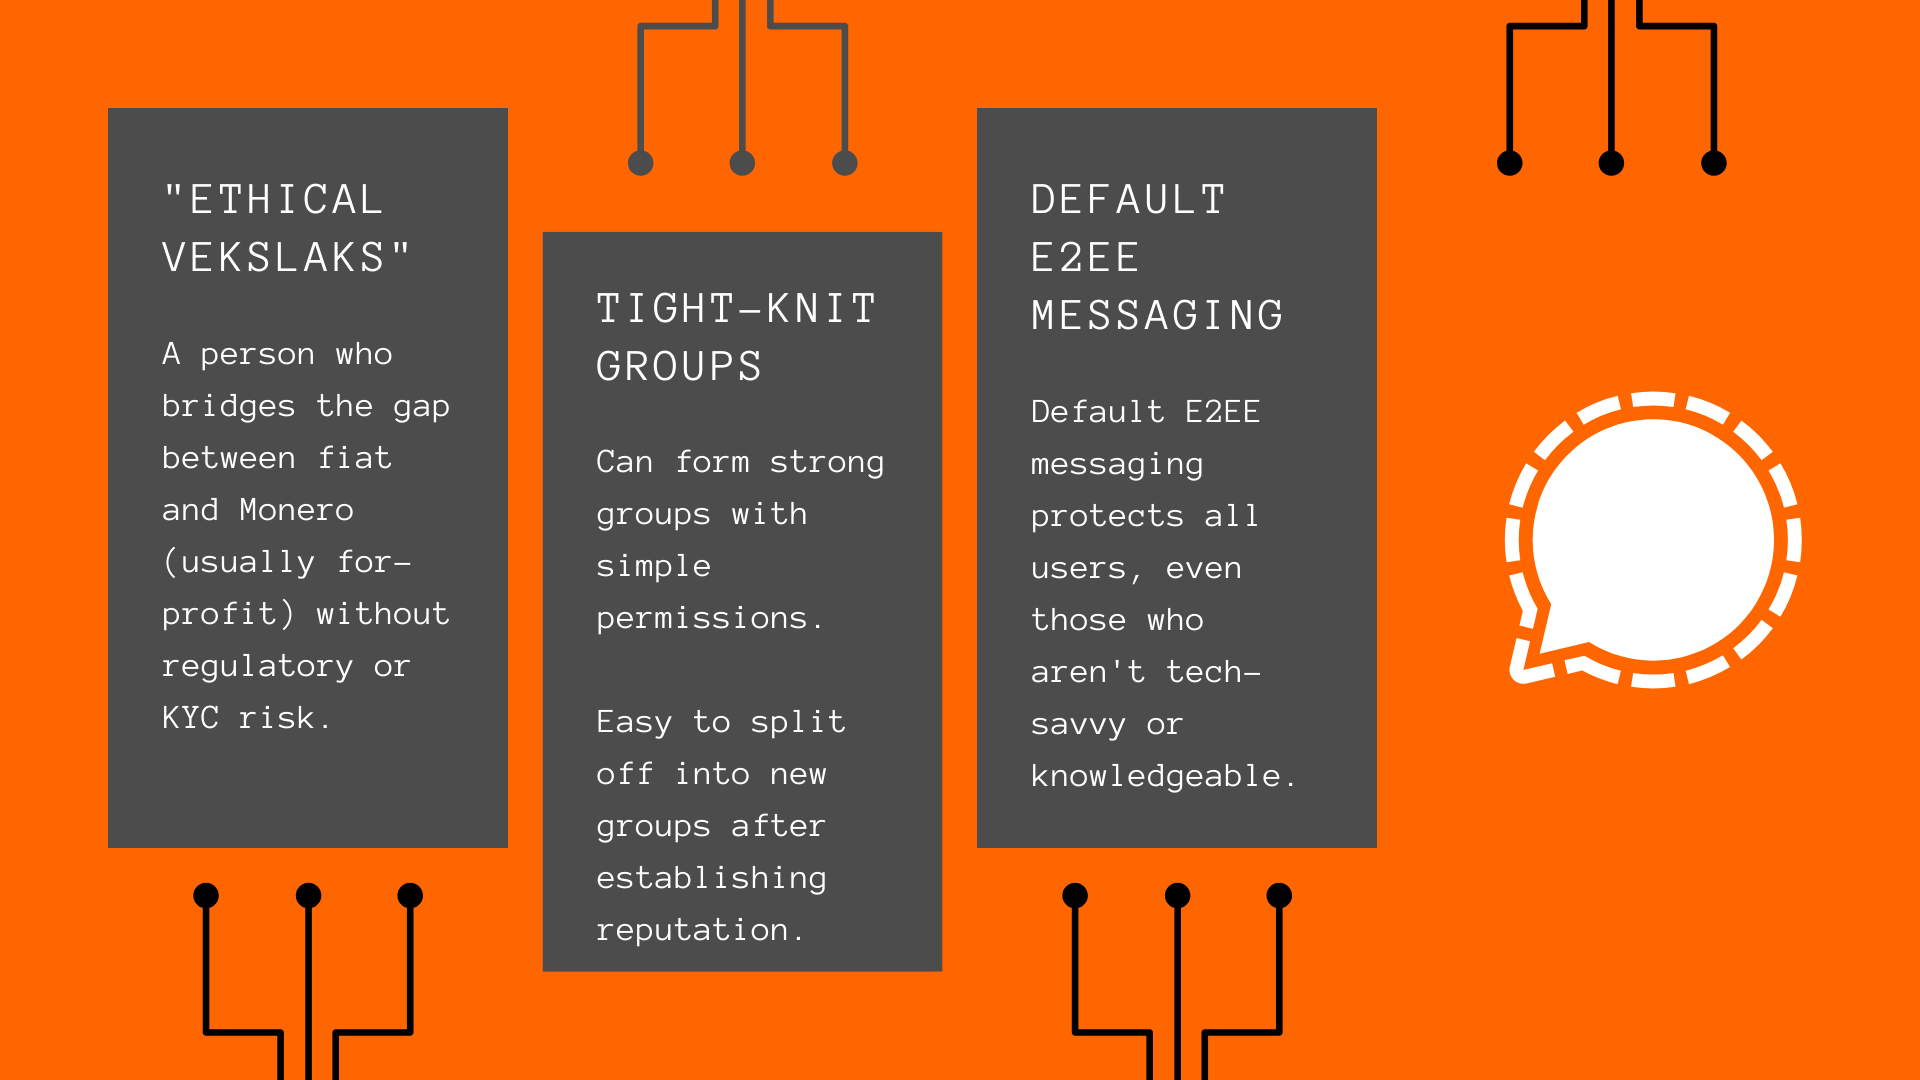 "ETHICAL
VEKSLAKS"
A person who
bridges the gap
between fiat
and Monero
(usually for-
profit) without
regulatory or
KYC risk.
TIGHT-KNIT
GROUPS
Can form strong
groups with
simple
permissions.
Easy to split
off into new
groups after
establishing
reputation.
DEFAULT
E2EE
MESSAGING
Default E2EE
messaging
protects all
users, even
those who
aren't tech-
savvy or
knowledgeable.